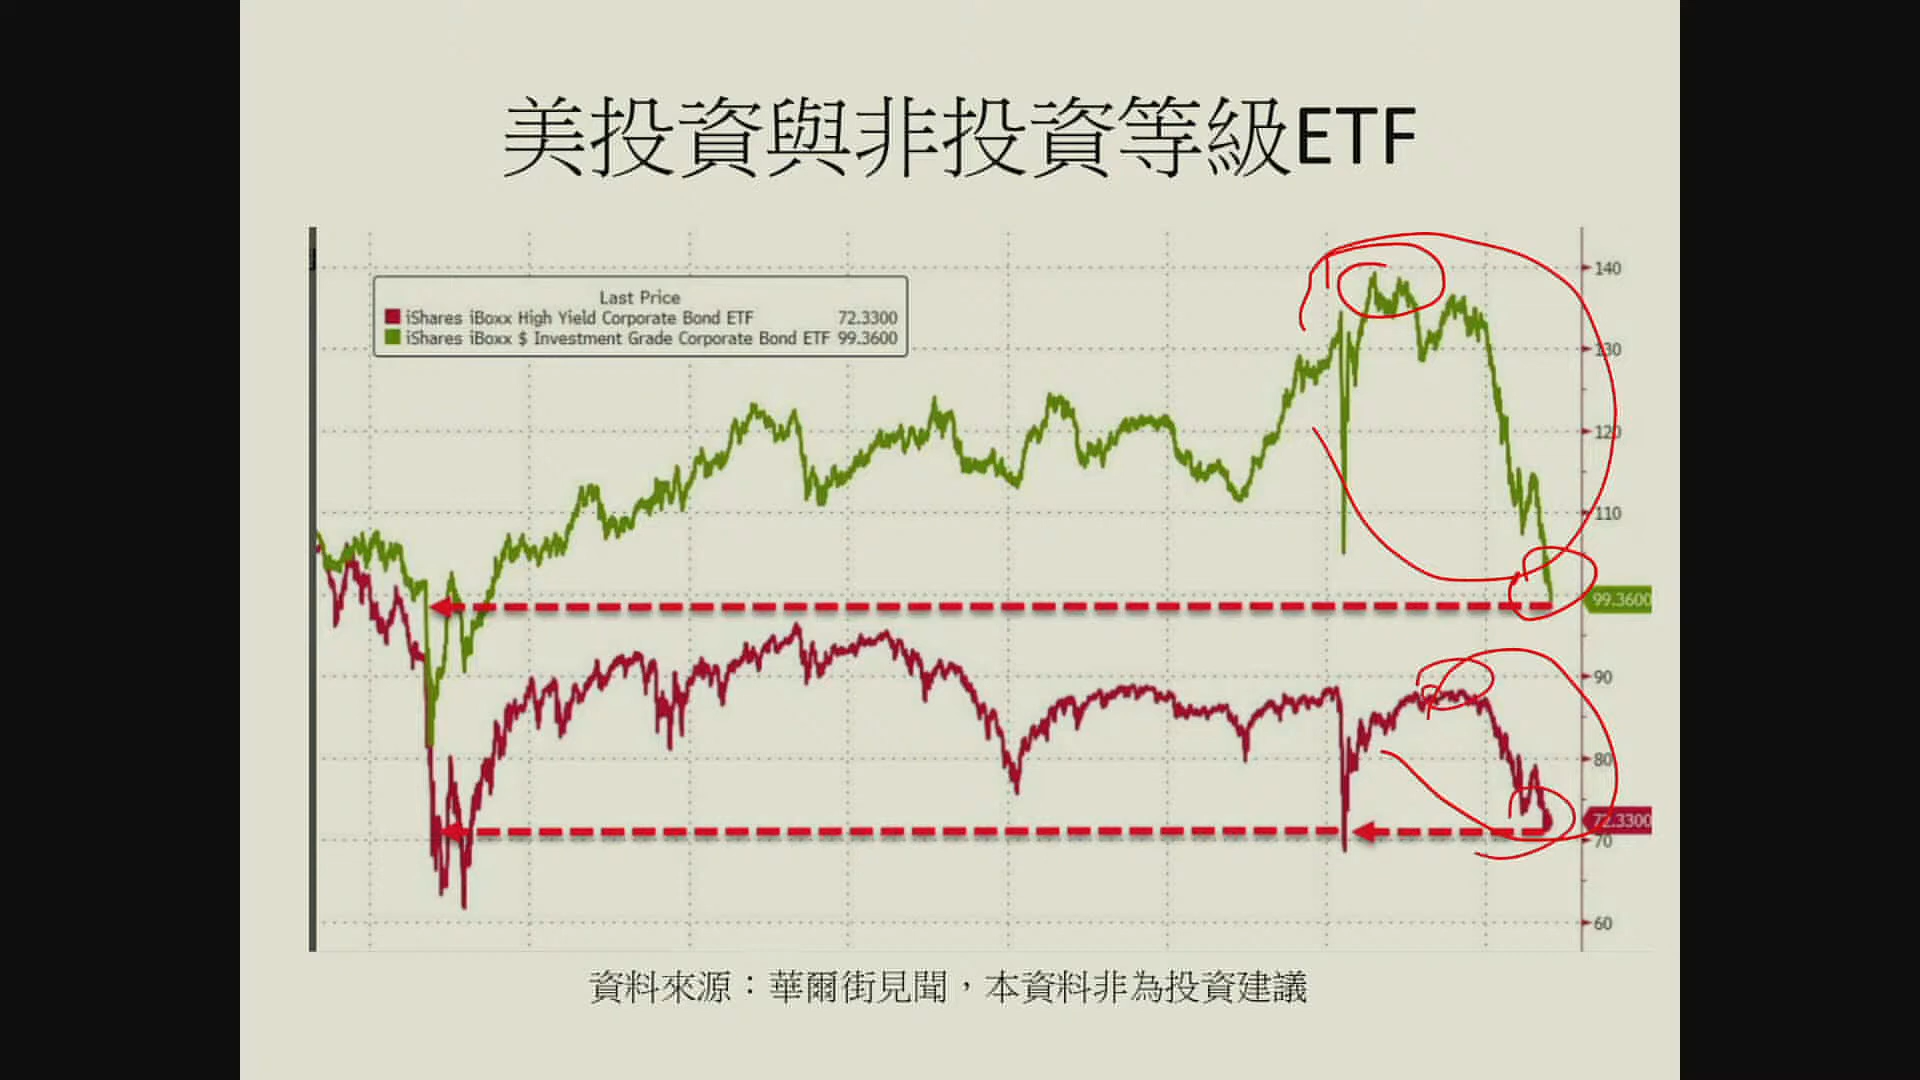 美投資與非投資等級ETF
Last Price
iShares iBoxx High Yield Corporate Bond ETF 72.3300
iShares iBoxx $ Investment Grade Corporate Bond ETF 99.3600
140
130
120
110
99.3600
90
80
72.3300
70
60
資料來源：華爾街見聞，本資料非為投資建議